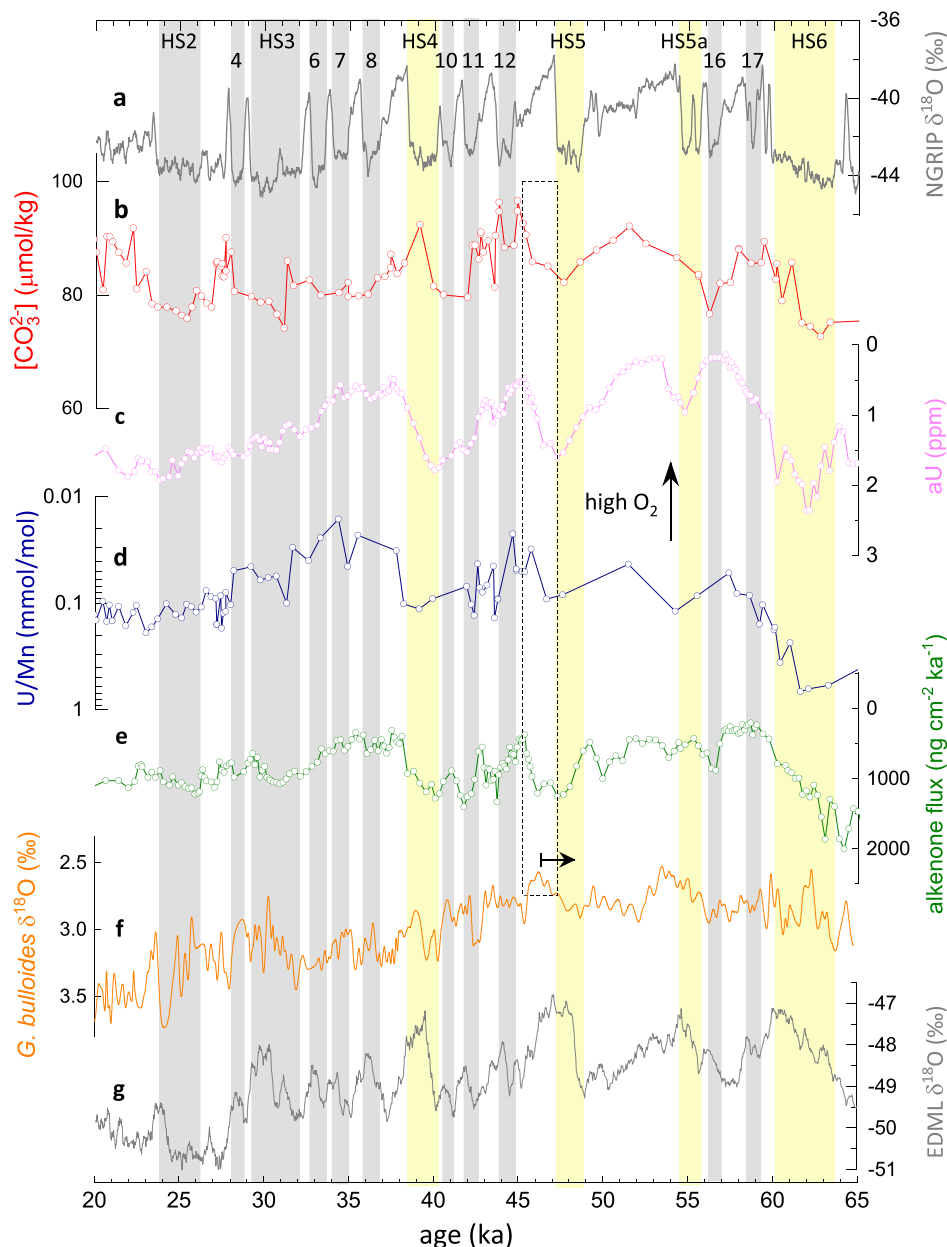 HS2 HS3 HS4 HS5 HS5a HS6
4 6 7 8 10 11 12 16 17
-36
-40
-44
NGRIP δ18O (‰)
a
100
80
60
[CO3 2-] (μmol/kg)
b
0
1
2
3
aU (ppm)
c
high O2
0.01
0.1
1
U/Mn (mmol/mol)
d
0
1000
2000
alkenone flux (ng cm-2 ka-1)
e
2.5
3.0
3.5
G. bulloides δ18O (‰)
f
-47
-48
-49
-50
-51
EDML δ18O (‰)
g
20 25 30 35 40 45 50 55 60 65
age (ka)